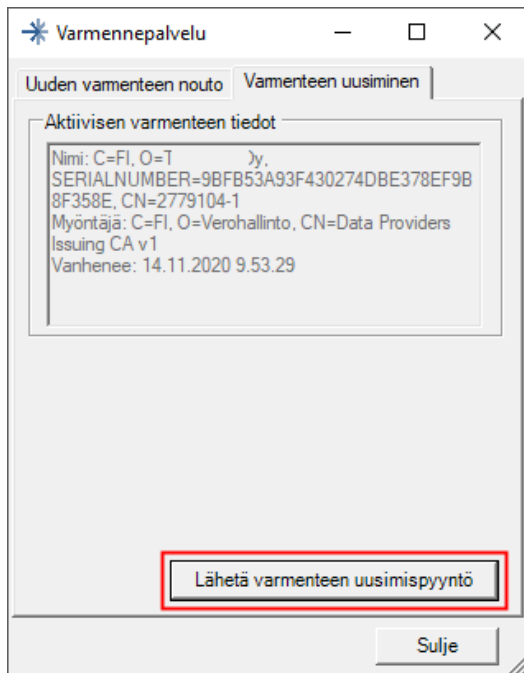 Varmennepalvelu
Uuden varmenteen nouto Varmenteen uusiminen
Aktiivisen varmenteen tiedot
Nimi: C=FI, O=T
SERIALNUMBER=9BFB53A93F430274DBE378EF9B
8F358E, CN=2779104-1
Myöntäjä: C=FI, O=Verohallinto, CN=Data Providers
Issuing CA v1
Vanhenee: 14.11.2020 9.53.29
Lähetä varmenteen uusimispyyntö
Sulje